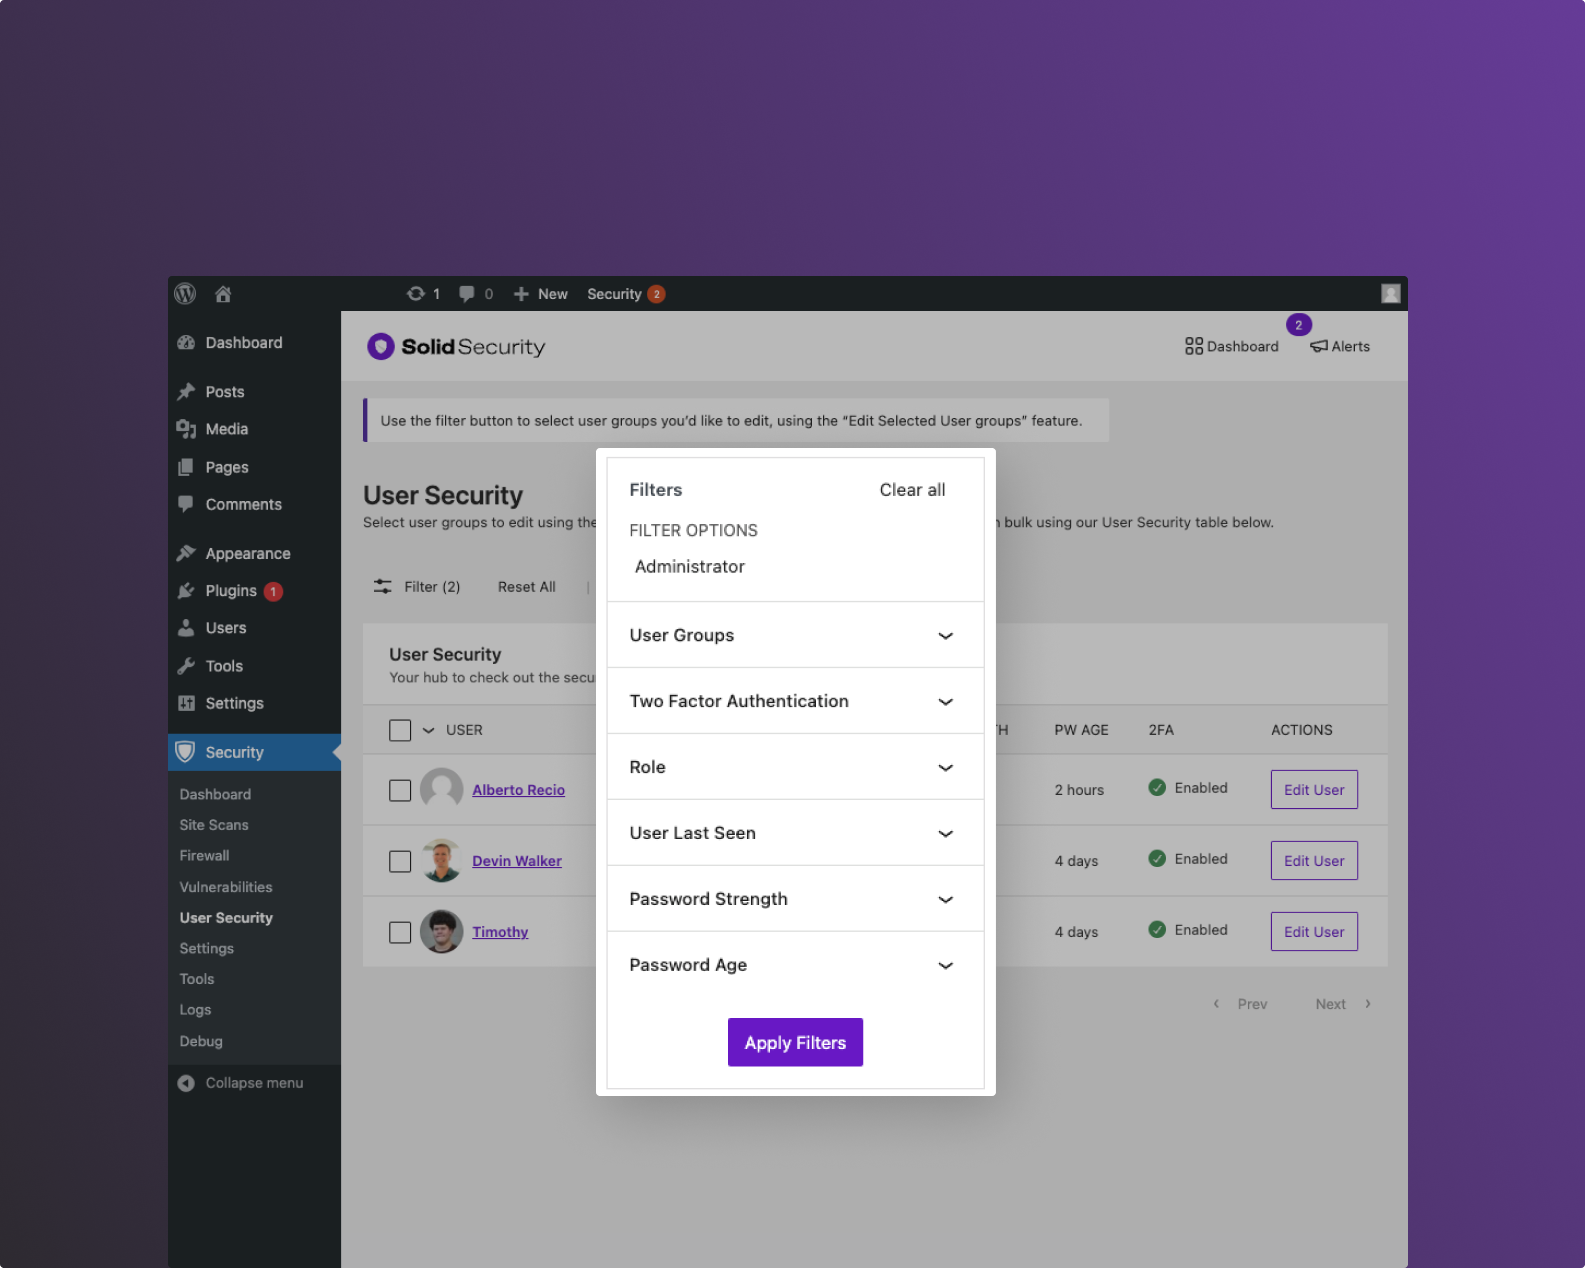 1 0 New Security 2
Dashboard
Posts
Media
Pages
Comments
Appearance
Plugins 1
Users
Tools
Settings
Security
Dashboard
Site Scans
Firewall
Vulnerabilities
User Security
Settings
Tools
Logs
Debug
Collapse menu
Solid Security
Dashboard
2
Alerts
Use the filter button to select user groups you'd like to edit, using the “Edit Selected User groups” feature.
User Security
Select user groups to edit using the bulk using our User Security table below.
Filter (2) Reset All |
User Security
Your hub to check out the secu
USER PW AGE 2FA ACTIONS
Alberto Recio 2 hours Enabled Edit User
Devin Walker 4 days Enabled Edit User
Timothy 4 days Enabled Edit User
Prev Next
Filters Clear all
FILTER OPTIONS
Administrator
User Groups
Two Factor Authentication
Role
User Last Seen
Password Strength
Password Age
Apply Filters